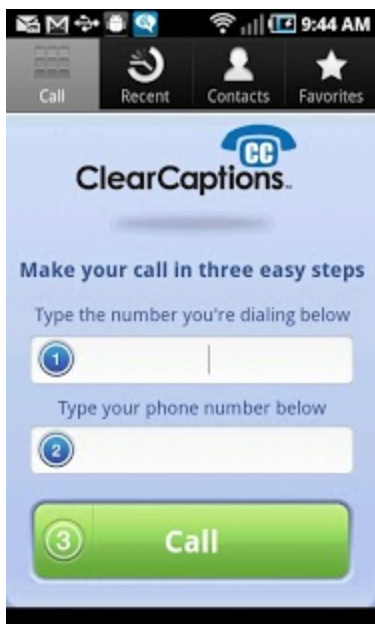 9:44 AM
Call
Recent
Contacts
Favorites
CC
ClearCaptions
Make your call in three easy steps
Type the number you're dialing below
1
Type your phone number below
2
3
Call